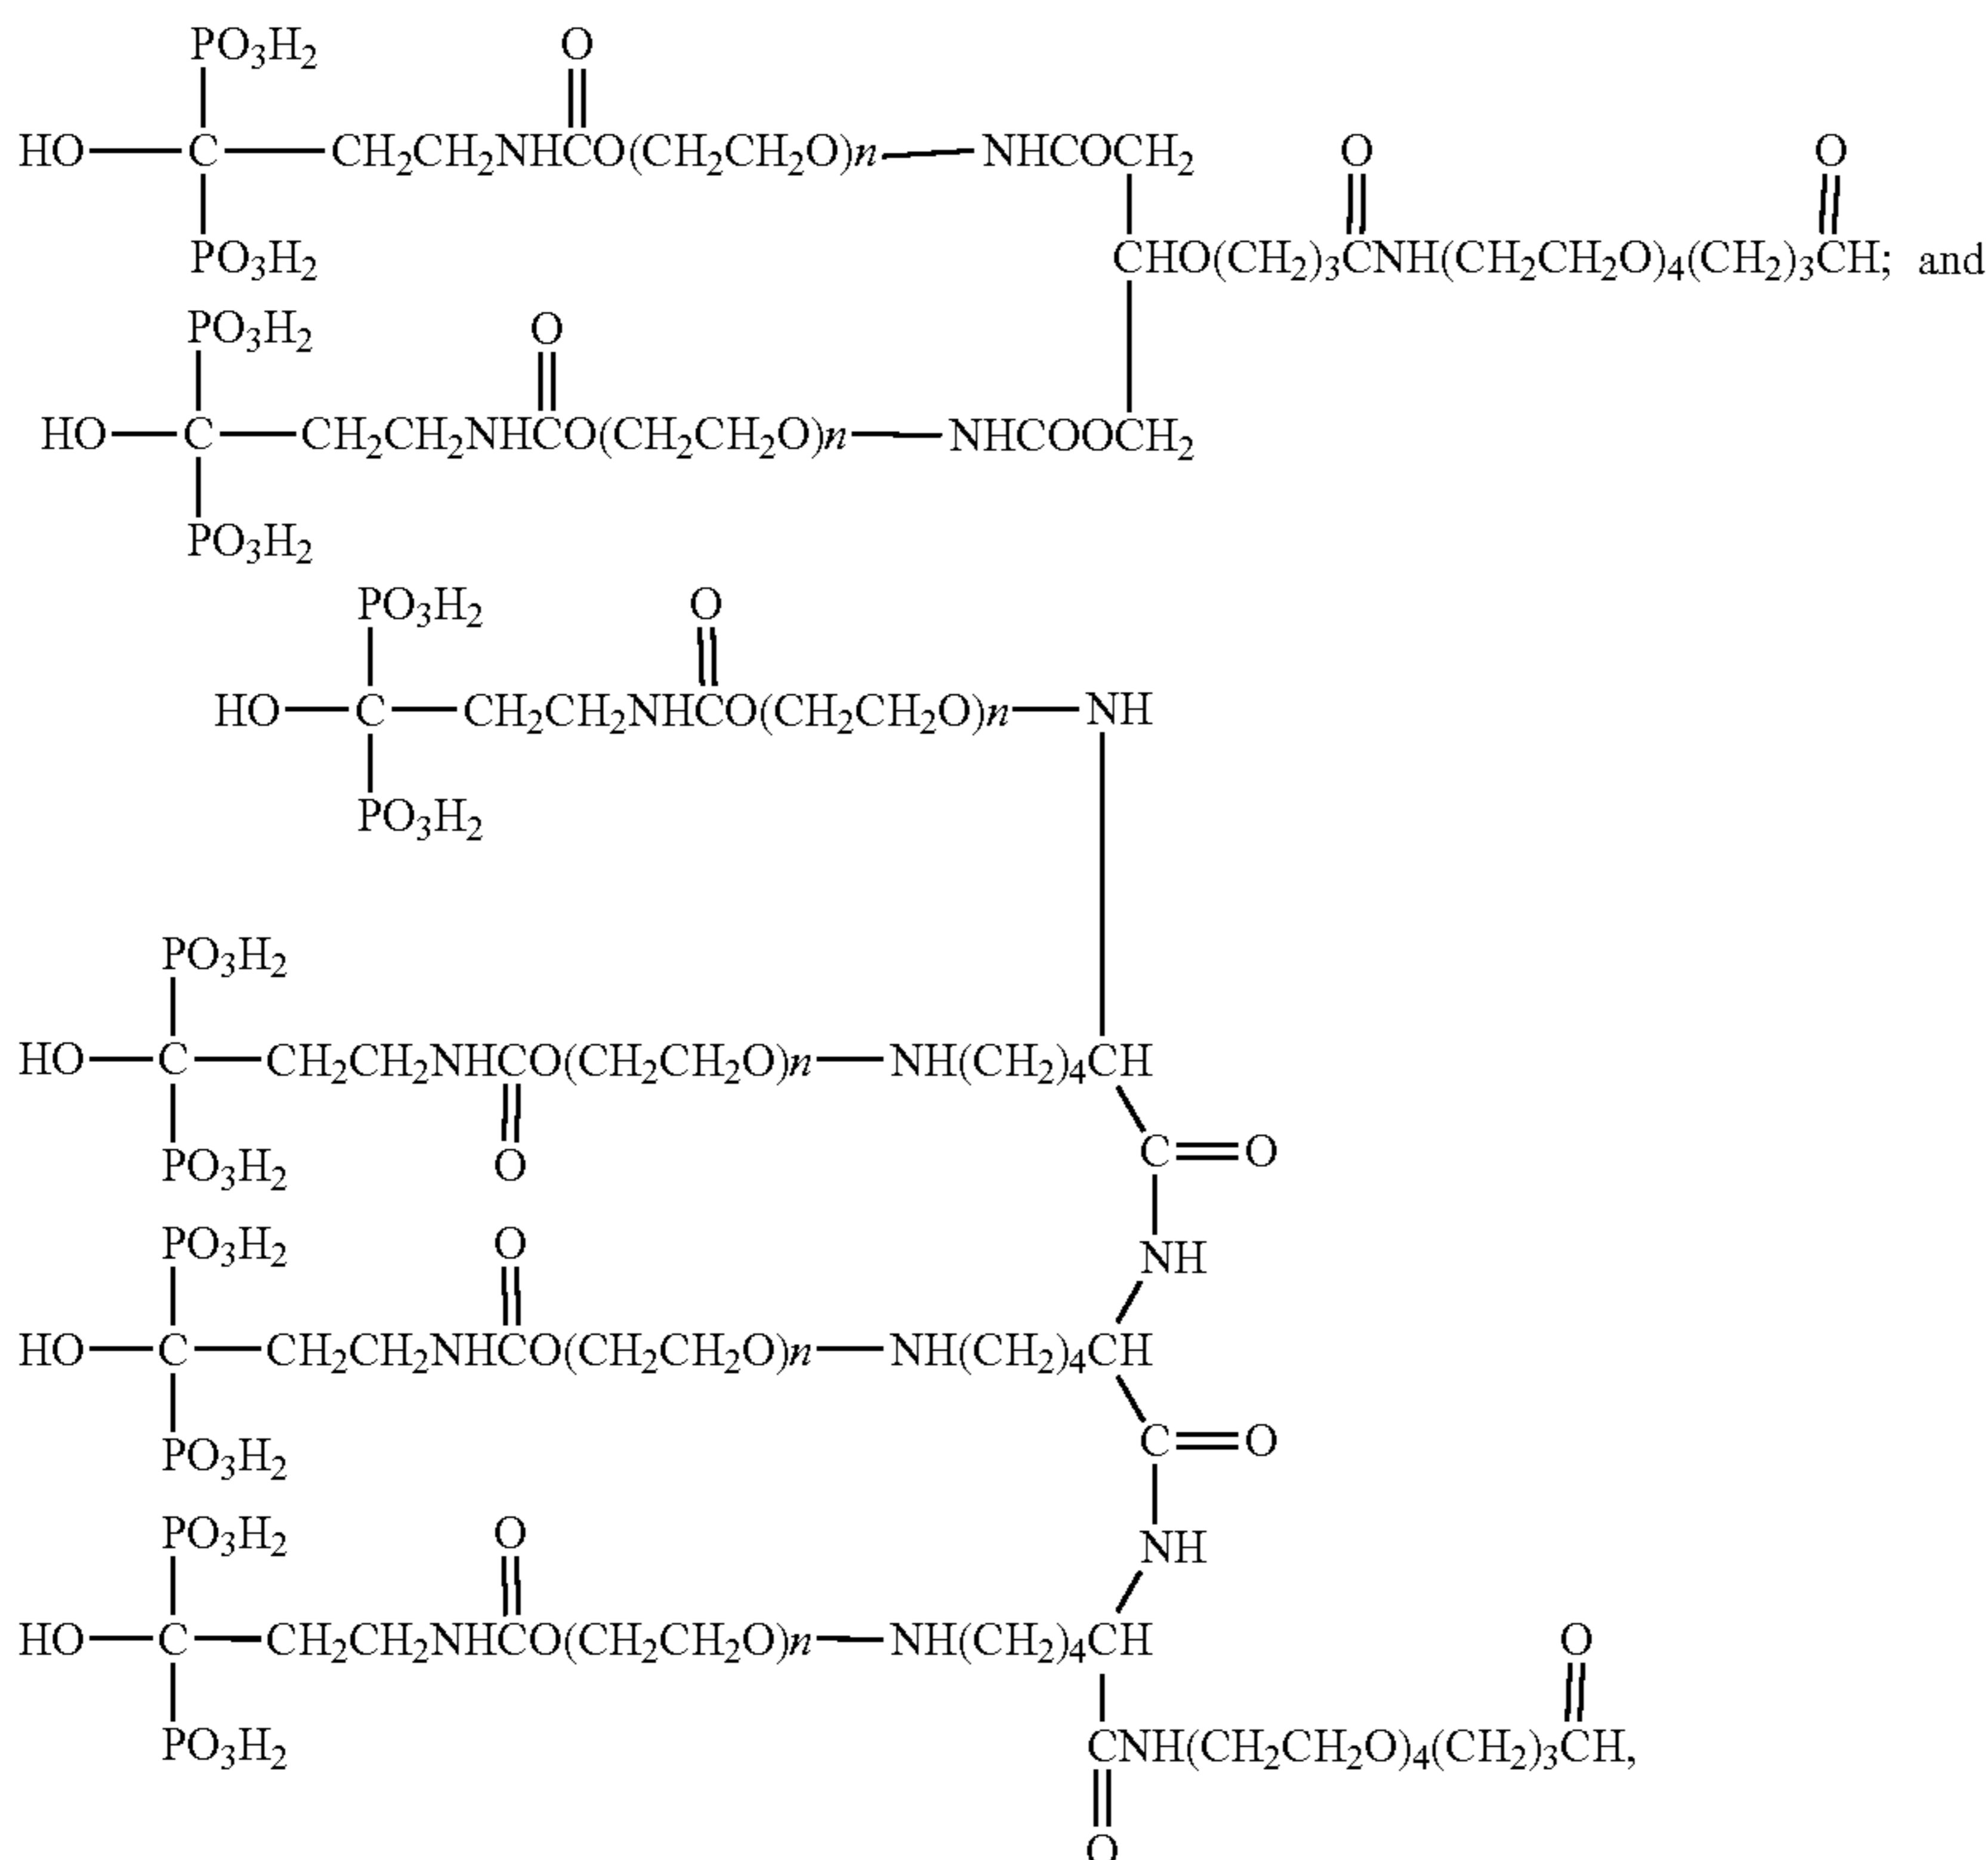 PO3H2 O
HO C CH2CH2NHCO(CH2CH2O)n NHCOCH2 O O
PO3H2 CHO(CH2)3CNH(CH2CH2O)4(CH2)3CH; and
PO3H2 O
HO C CH2CH2NHCO(CH2CH2O)n NHCOOCH2
PO3H2
PO3H2 O
HO C CH2CH2NHCO(CH2CH2O)n NH
PO3H2
PO3H2
HO C CH2CH2NHCO(CH2CH2O)n NH(CH2)4CH
PO3H2 O C O
PO3H2 O NH
HO C CH2CH2NHCO(CH2CH2O)n NH(CH2)4CH
PO3H2 C O
PO3H2 O NH
HO C CH2CH2NHCO(CH2CH2O)n NH(CH2)4CH O
PO3H2 CNH(CH2CH2O)4(CH2)3CH,
O